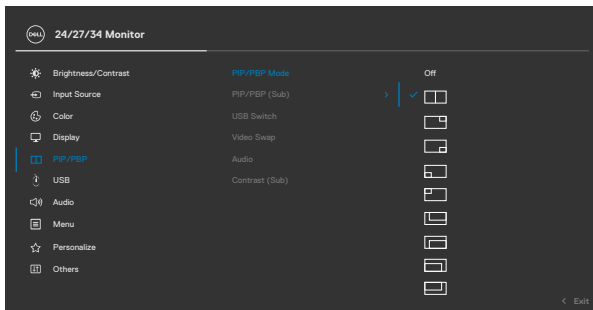 DELL 24/27/34 Monitor
Brightness/Contrast PIP/PBP Mode Off
Input Source PIP/PBP (Sub)
Color USB Switch
Display Video Swap
PIP/PBP Audio
USB Contrast (Sub)
Audio
Menu
Personalize
Others
Exit